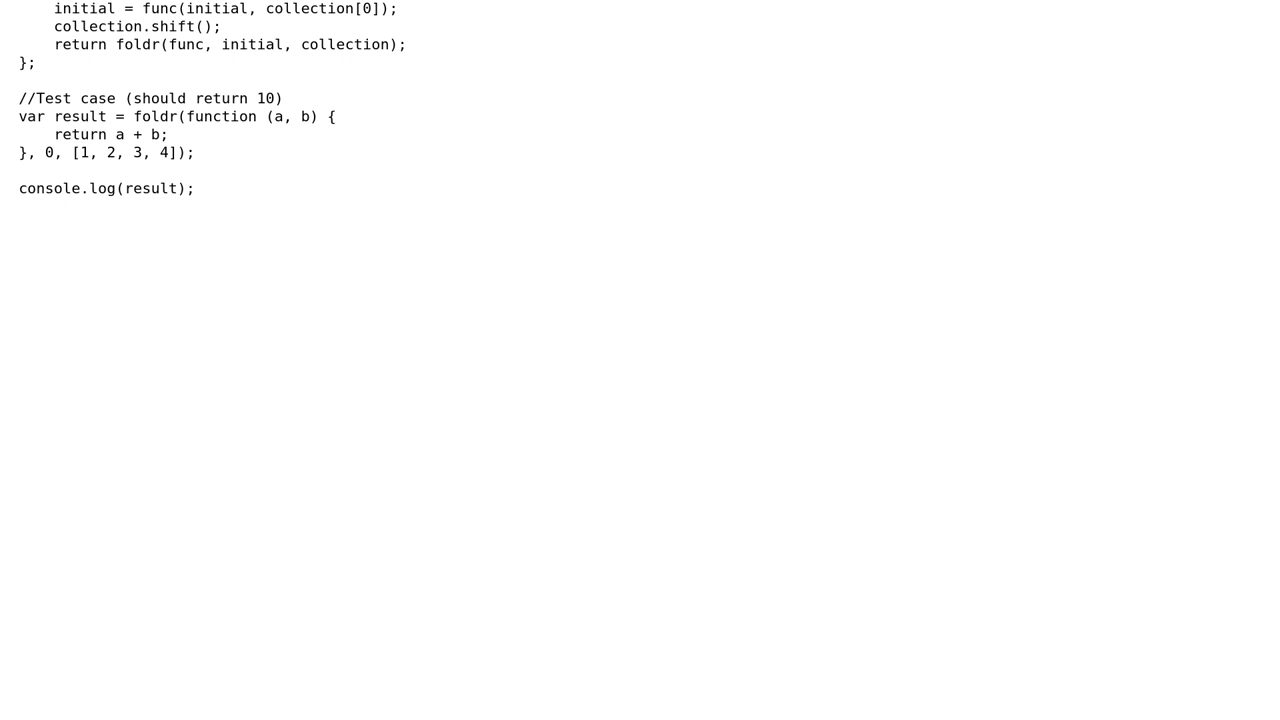 initial = func(initial, collection[0]);
    collection.shift();
    return foldr(func, initial, collection);
};

//Test case (should return 10)
var result = foldr(function (a, b) {
    return a + b;
}, 0, [1, 2, 3, 4]);

console.log(result);